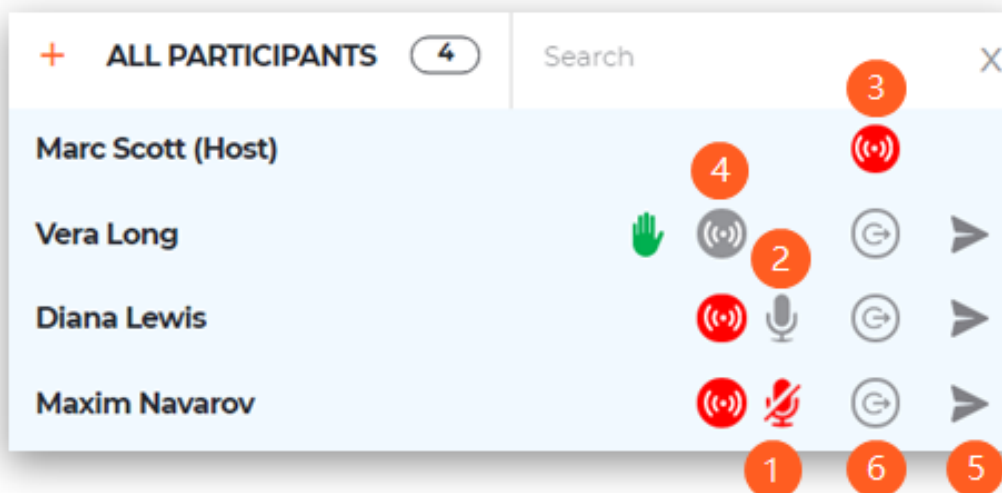 + ALL PARTICIPANTS 4 Search X
3
Marc Scott (Host)
4
Vera Long
2
Diana Lewis
Maxim Navarov
1 6 5